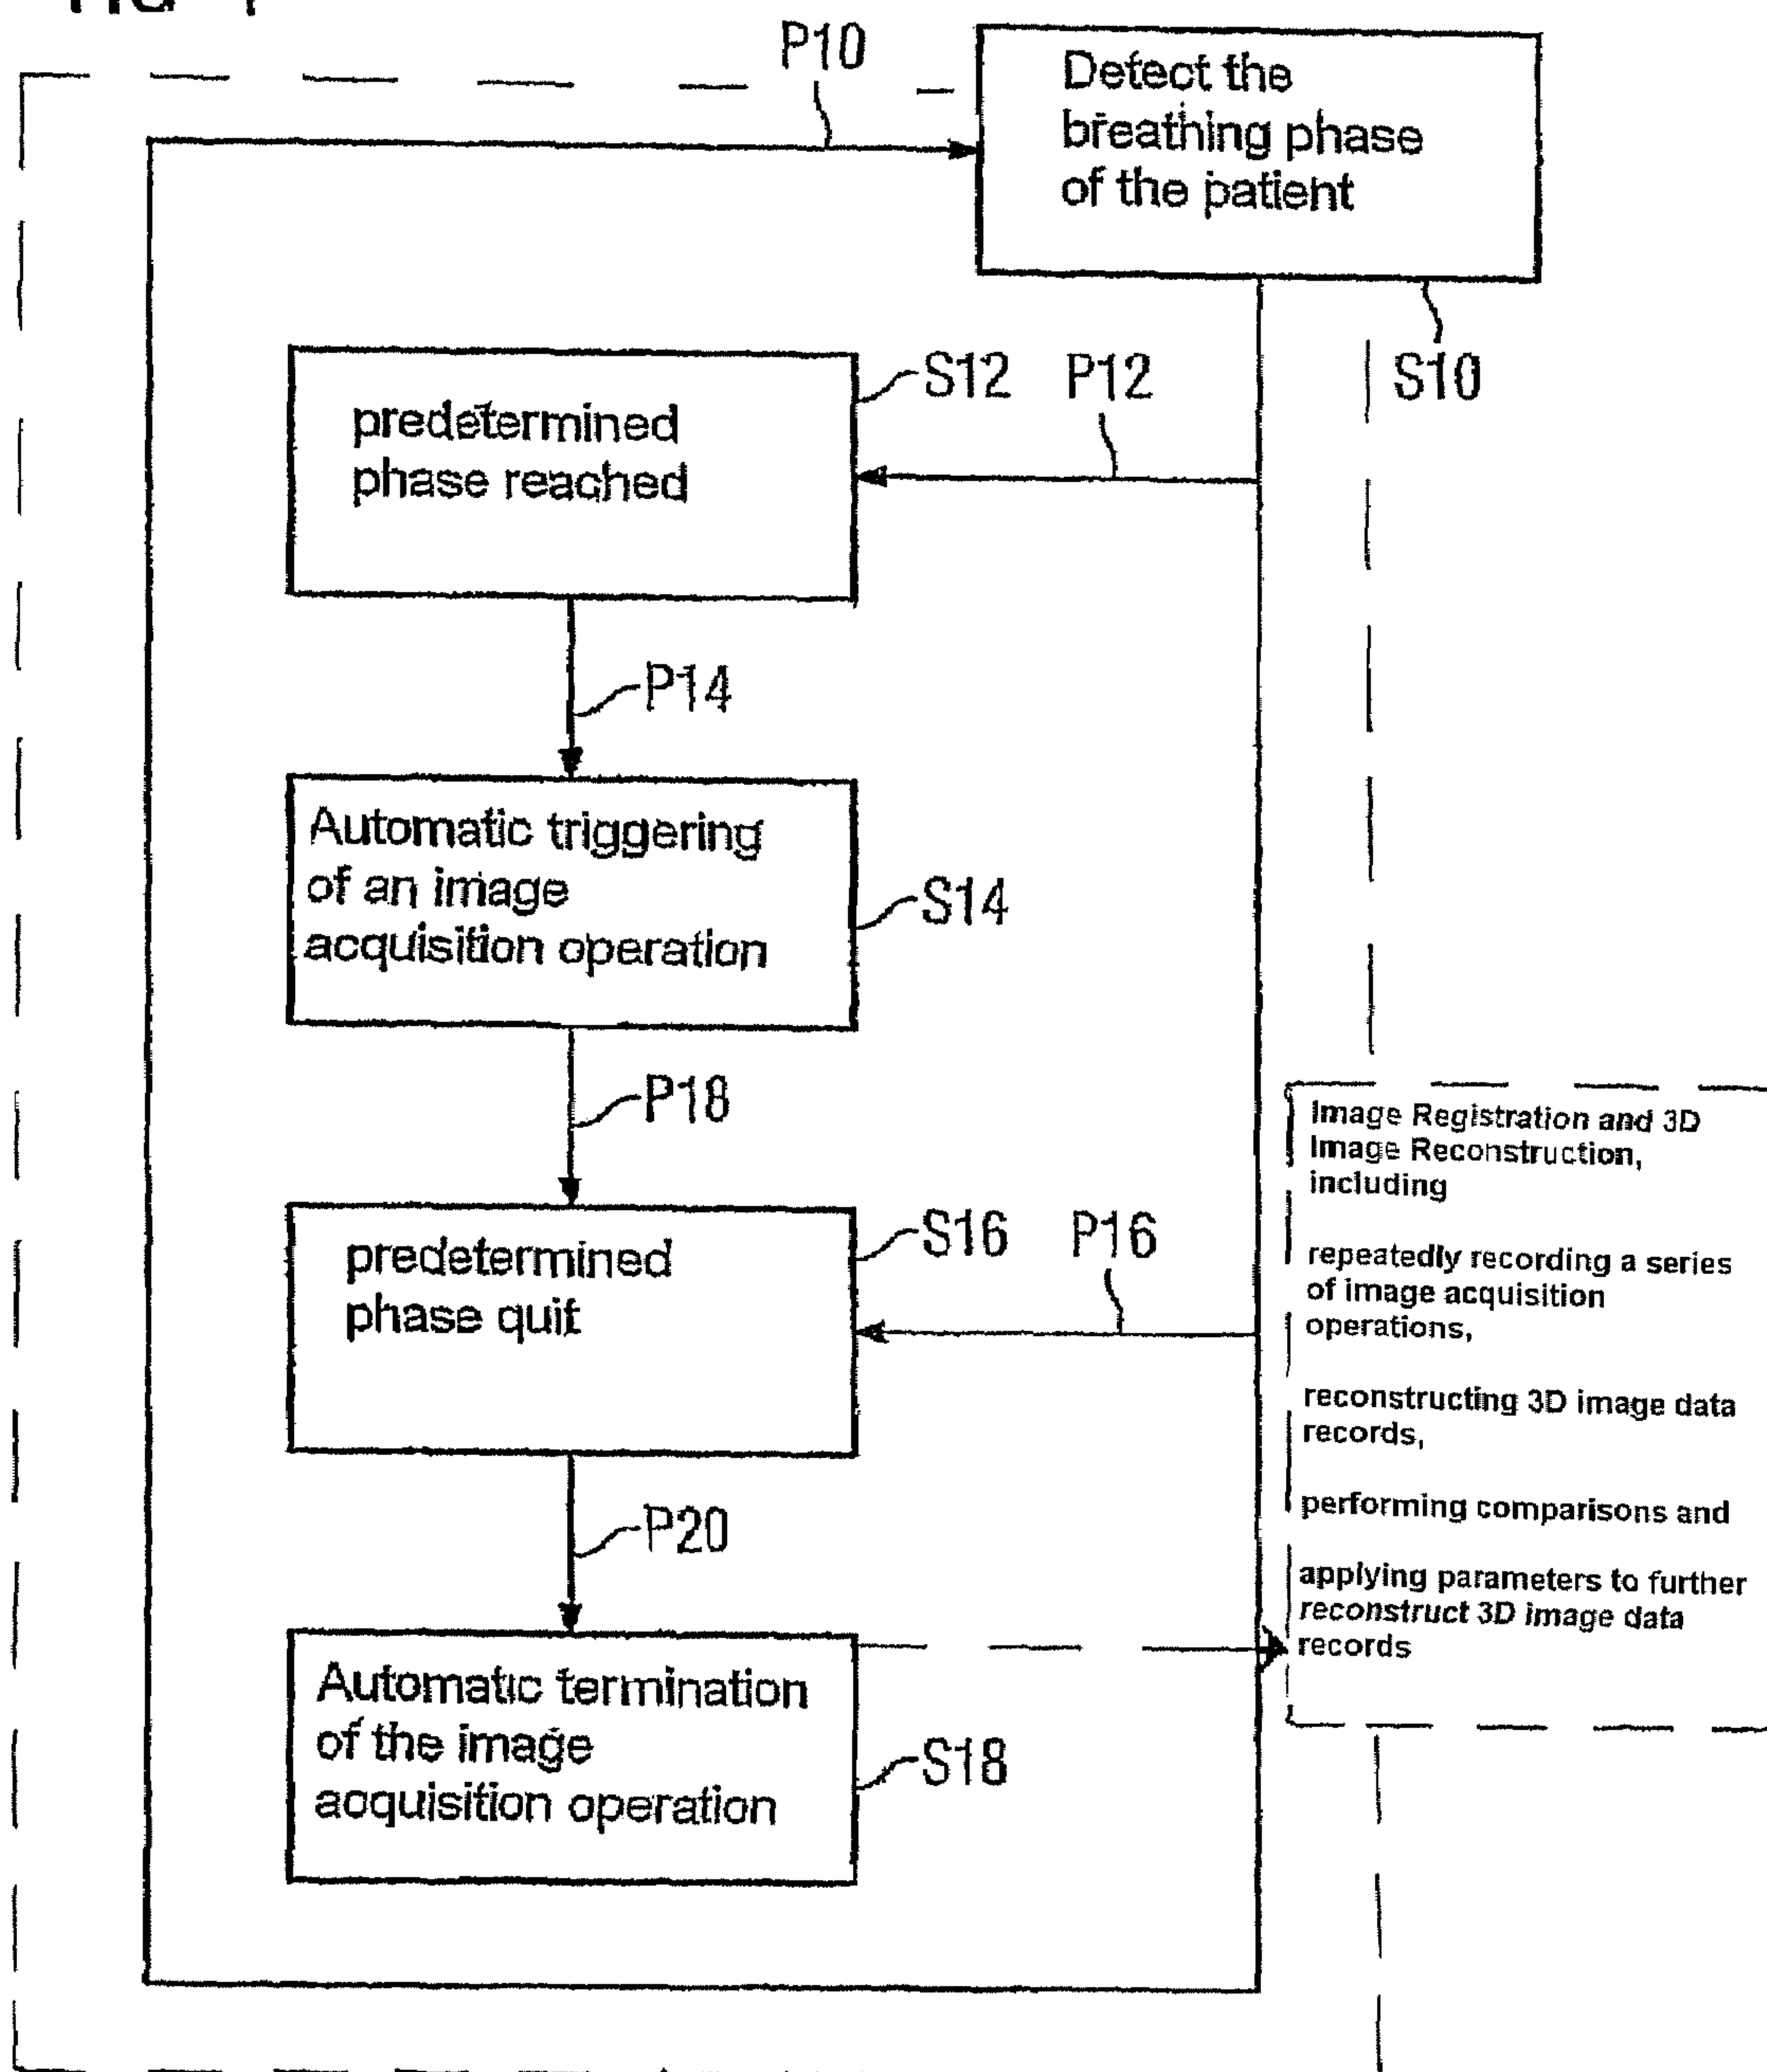 P10
Detect the
breathing phase
of the patient
S10
S12
P12
predetermined
phase reached
P14
Automatic triggering
of an image
acquisition operation
S14
P18
Image Registration and 3D
Image Reconstruction,
including
repeatedly recording a series
of image acquisition
operations,
reconstructing 3D image data
records,
performing comparisons and
applying parameters to further
reconstruct 3D image data
records
S16
P16
predetermined
phase quit
P20
Automatic termination
of the image
acquisition operation
S18